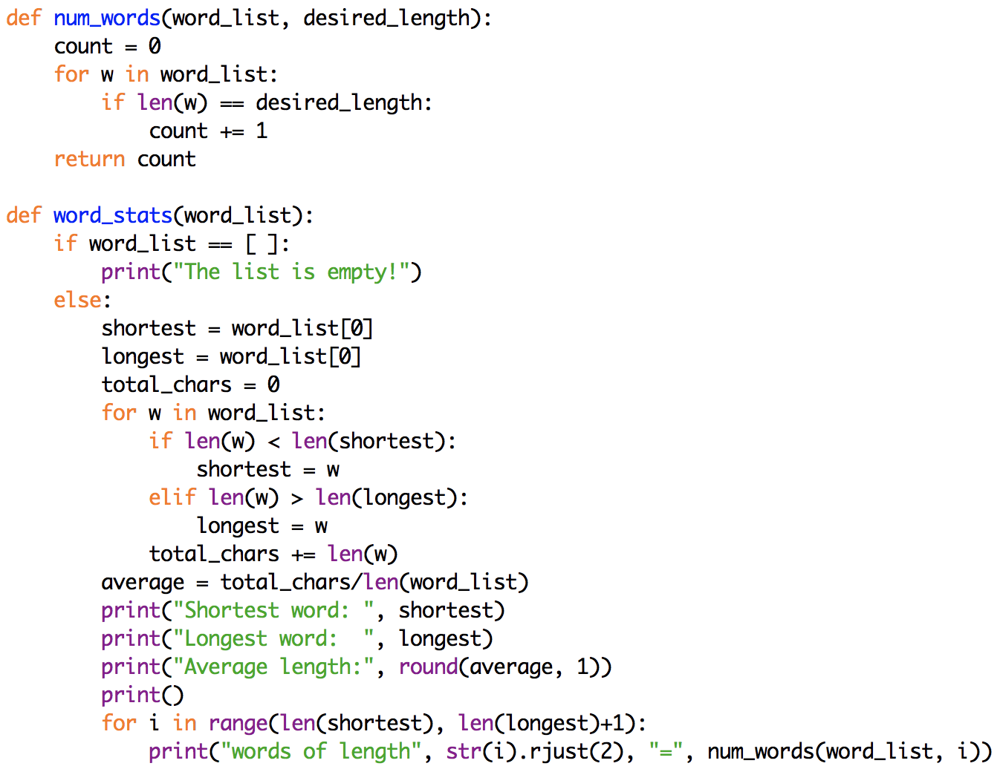 def num_words(word_list, desired_length):
    count = 0
    for w in word_list:
        if len(w) == desired_length:
            count += 1
    return count

def word_stats(word_list):
    if word_list == [ ]:
        print("The list is empty!")
    else:
        shortest = word_list[0]
        longest = word_list[0]
        total_chars = 0
        for w in word_list:
            if len(w) < len(shortest):
                shortest = w
            elif len(w) > len(longest):
                longest = w
            total_chars += len(w)
        average = total_chars/len(word_list)
        print("Shortest word: ", shortest)
        print("Longest word:  ", longest)
        print("Average length:", round(average, 1))
        print()
        for i in range(len(shortest), len(longest)+1):
            print("words of length", str(i).rjust(2), "=", num_words(word_list, i))